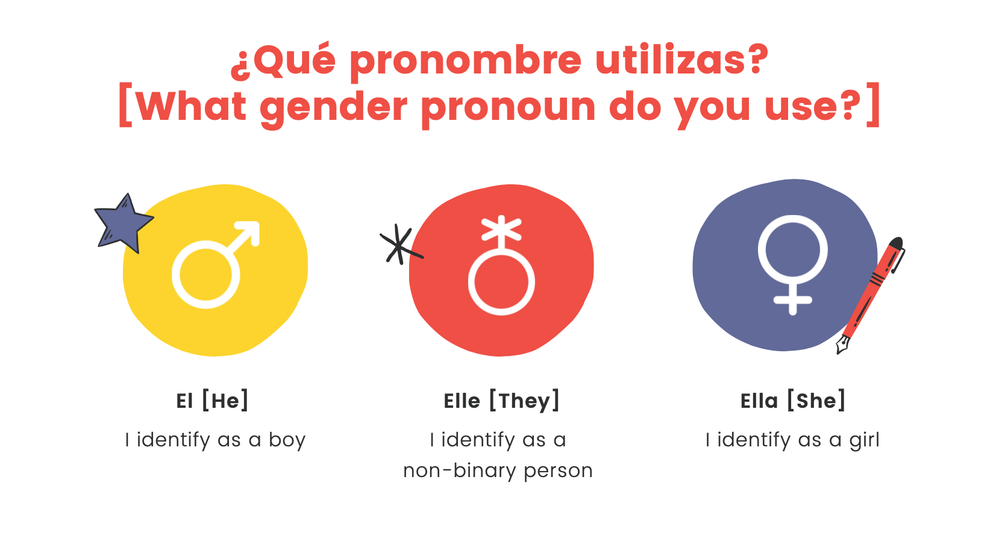 ¿Qué pronombre utilizas?
[What gender pronoun do you use?]
El [He]
I identify as a boy
Elle [They]
I identify as a
non-binary person
Ella [She]
I identify as a girl